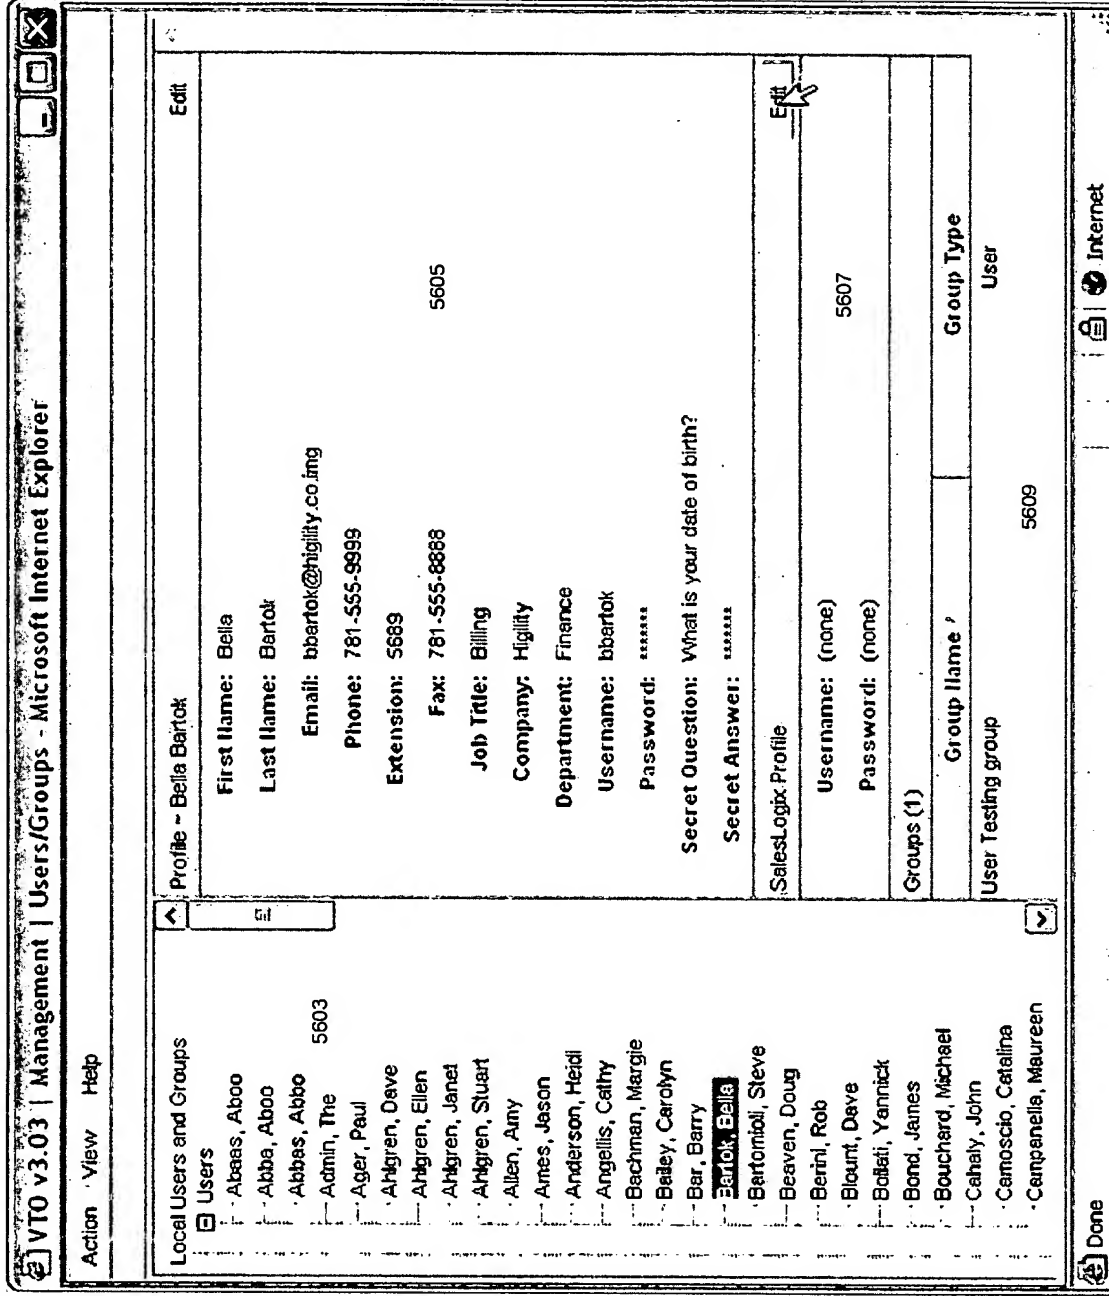 VTO v3.03 | Management | Users/Groups - Microsoft Internet Explorer
Action View Help
Local Users and Groups
Users
Abaas, Aboo
Abba, Aboo
Abbas, Abbo
Admin, The
Ager, Paul
Ahlgren, Dave
Ahlgren, Ellen
Ahlgren, Janet
Ahlgren, Stuart
Allen, Amy
Ames, Jason
Anderson, Heidi
Angellis, Cathy
Bachman, Margie
Bailey, Carolyn
Bar, Barry
Bartok, Bella
Bartomioli, Steve
Beaven, Doug
Berinl, Rob
Blount, Dave
Bollati, Yannick
Bond, James
Bouchard, Michael
Cahaly, John
Camoscio, Catalina
Campanella, Maureen
5603
Profile ~ Bella Bartok Edit
First Name: Bella
Last Name: Bartok
Email: bbartok@higility.co.img
Phone: 781-555-9999
Extension: 5689
Fax: 781-555-8888
Job Title: Billing
Company: Higility
Department: Finance
Username: bbartok
Password: *******
Secret Question: What is your date of birth?
Secret Answer: *******
5605
SalesLogix Profile Edit
Username: (none)
Password: (none)
5607
Groups (1)
Group Name Group Type
User Testing group User
5609
Done Internet